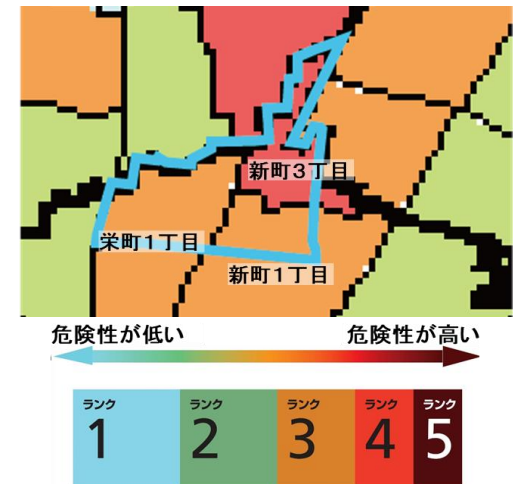 新町3丁目
栄町1丁目
新町1丁目
危険性が低い
危険性が高い
ランク
1
ランク
2
ランク
3
ランク
4
ランク
5